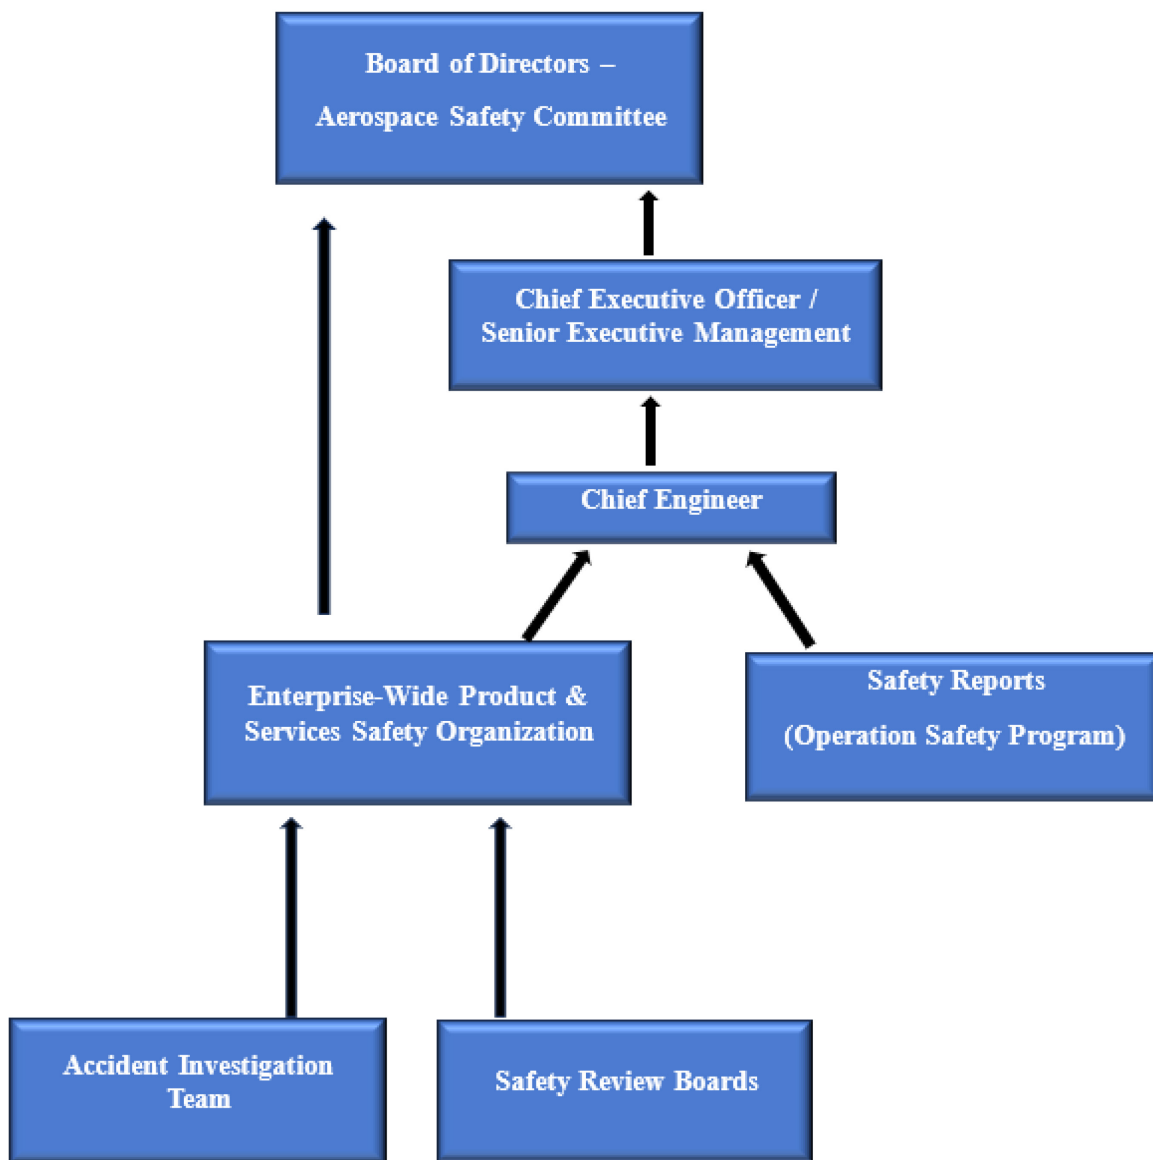 Board of Directors –
Aerospace Safety Committee
Chief Executive Officer /
Senior Executive Management
Chief Engineer
Enterprise-Wide Product &
Services Safety Organization
Safety Reports
(Operation Safety Program)
Accident Investigation
Team
Safety Review Boards